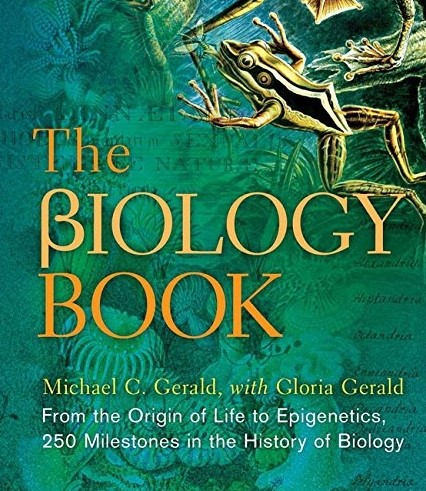 The
βIOLOGY
BOOK
Michael C. Gerald, with Gloria Gerald
From the Origin of Life to Epigenetics,
250 Milestones in the History of Biology